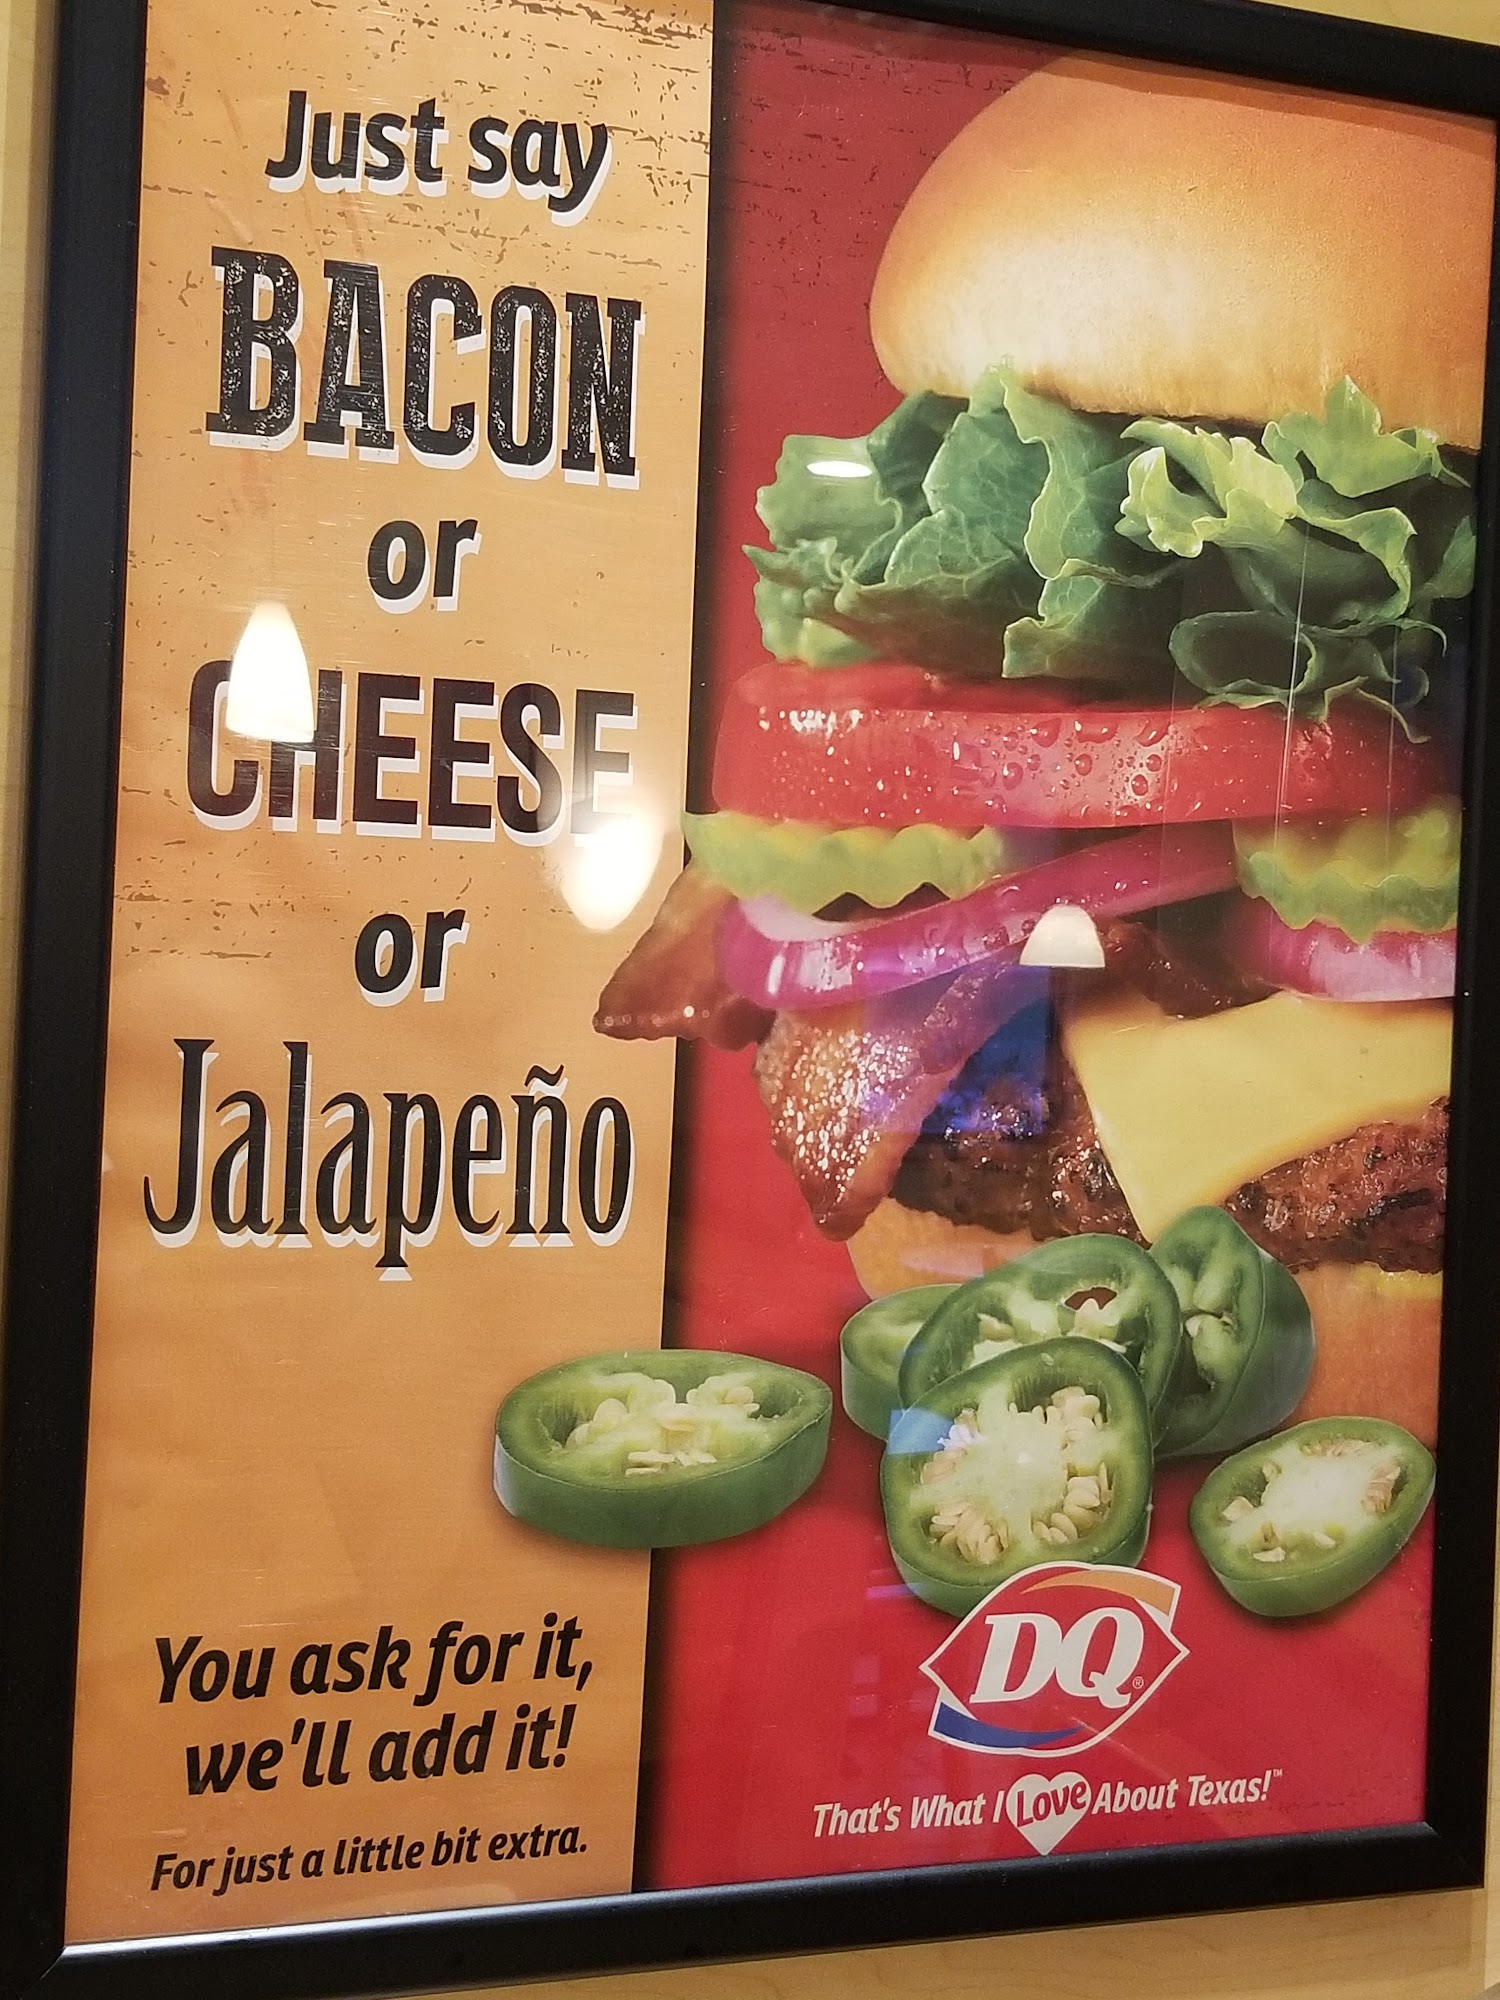 Just say
BACON
or
CHEESE
or
Jalapeño
You ask for it,
we'll add it!
For just a little bit extra.
DQ®
That's What I Love About Texas!™